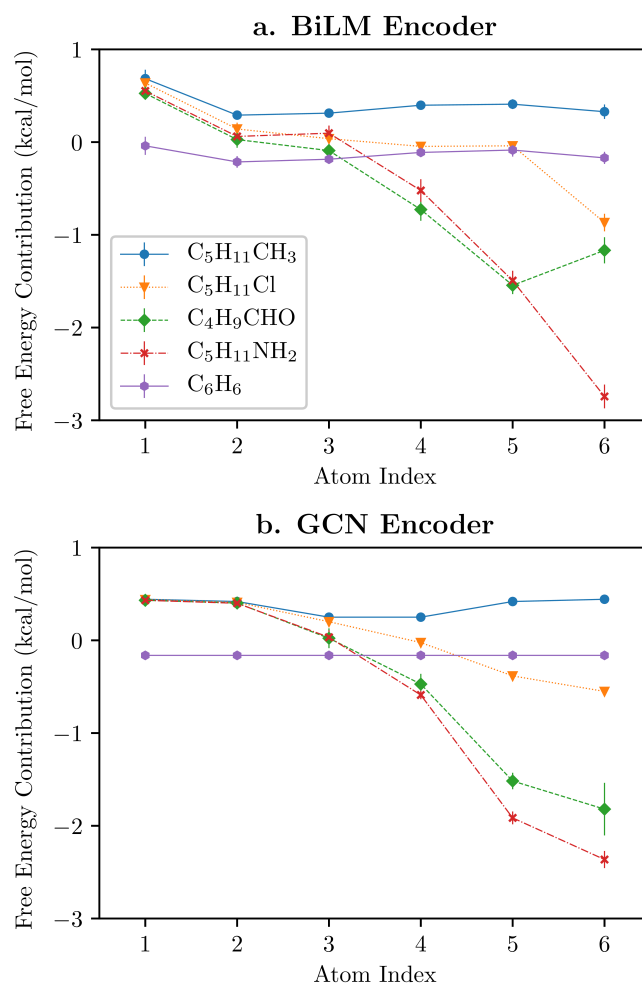 a. BiLM Encoder
Free Energy Contribution (kcal/mol)
1
0
−1
−2
−3
C₅H₁₁CH₃
C₅H₁₁Cl
C₄H₉CHO
C₅H₁₁NH₂
C₆H₆
1 2 3 4 5 6
Atom Index
b. GCN Encoder
Free Energy Contribution (kcal/mol)
1
0
−1
−2
−3
1 2 3 4 5 6
Atom Index